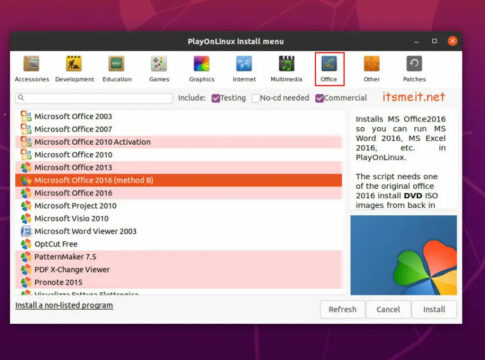 PlayOnLinux install menu
Accessories Development Education Games Graphics Internet Multimedia Office Other Patches
Include: Testing No-cd needed Commercial itsmeit.net
Microsoft Office 2003
Microsoft Office 2007
Microsoft Office 2010 Activation
Microsoft Office 2010
Microsoft Office 2013
Microsoft Office 2016 (method B)
Microsoft Office 2016
Microsoft Project 2010
Microsoft Visio 2010
Microsoft Word Viewer 2003
OptCut Free
PatternMaker 7.5
PDF X-Change Viewer
Pronote 2015
Visualizza Fattura Elettronica
Installs MS Office2016
so you can run MS
Word 2016, MS Excel
2016, etc. in
PlayOnLinux.
The script needs one
of the original office
2016 install DVD ISO
images from back in
Install a non-listed program
Refresh Cancel Install